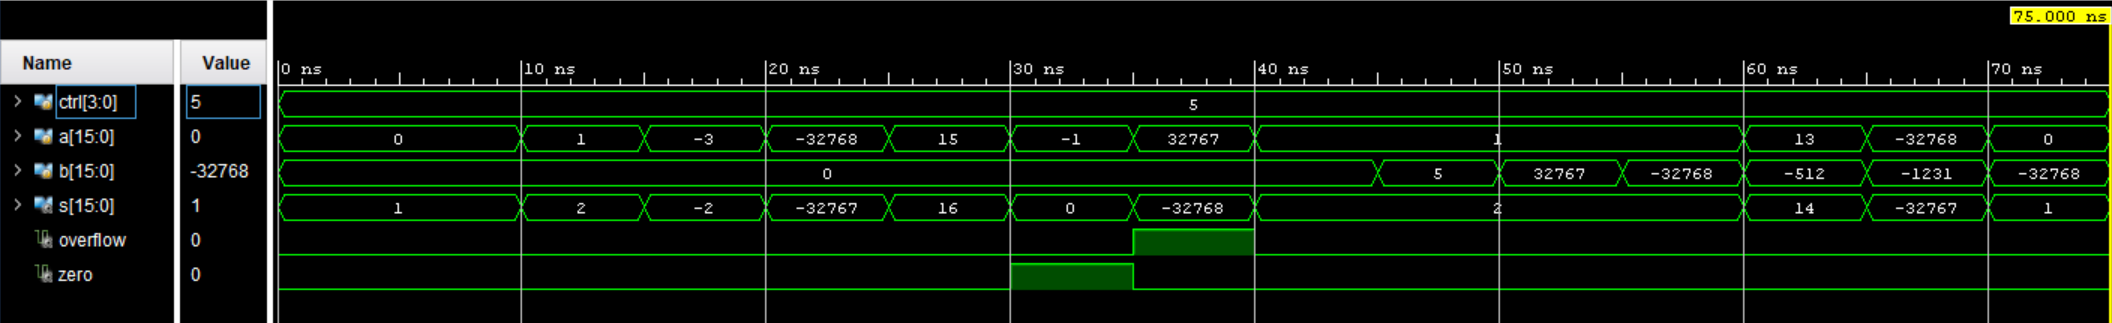 75.000 ns
Name Value
0 ns 10 ns 20 ns 30 ns 40 ns 50 ns 60 ns 70 ns
ctrl[3:0] 5 5
a[15:0] 0 0 1 -3 -32768 15 -1 32767 1 13 -32768 0
b[15:0] -32768 0 5 32767 -32768 -512 -1231 -32768
s[15:0] 1 1 2 -2 -32767 16 0 -32768 2 14 -32767 1
overflow 0
zero 0